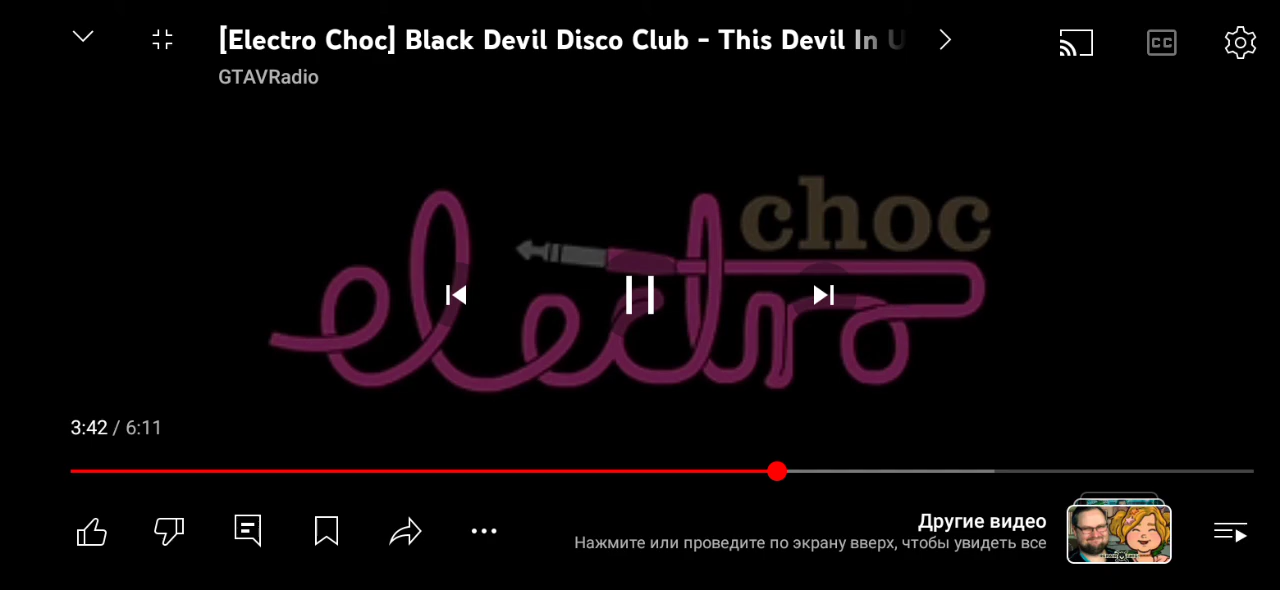 [Electro Choc] Black Devil Disco Club - This Devil In U
GTAVRadio
CC
choc
electro
3:42 / 6:11
Другие видео
Нажмите или проведите по экрану вверх, чтобы увидеть все